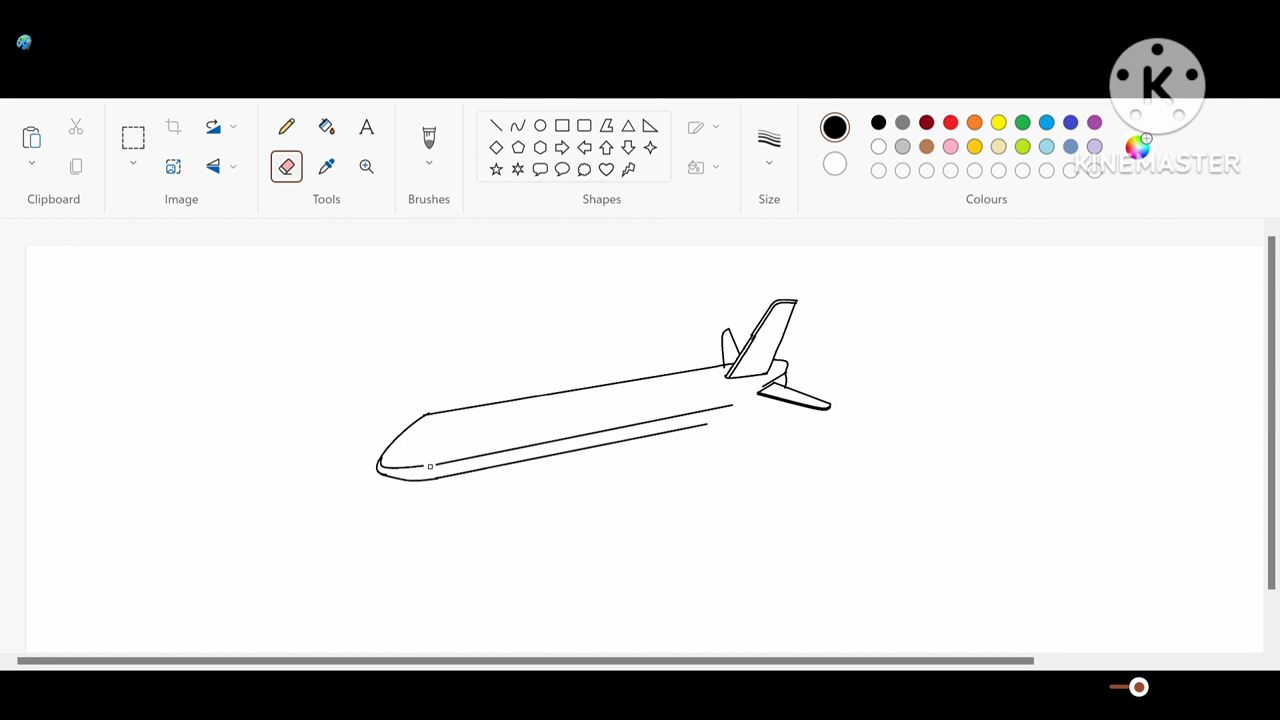 K
KINEMASTER
A
Clipboard
Image
Tools
Brushes
Shapes
Size
Colours